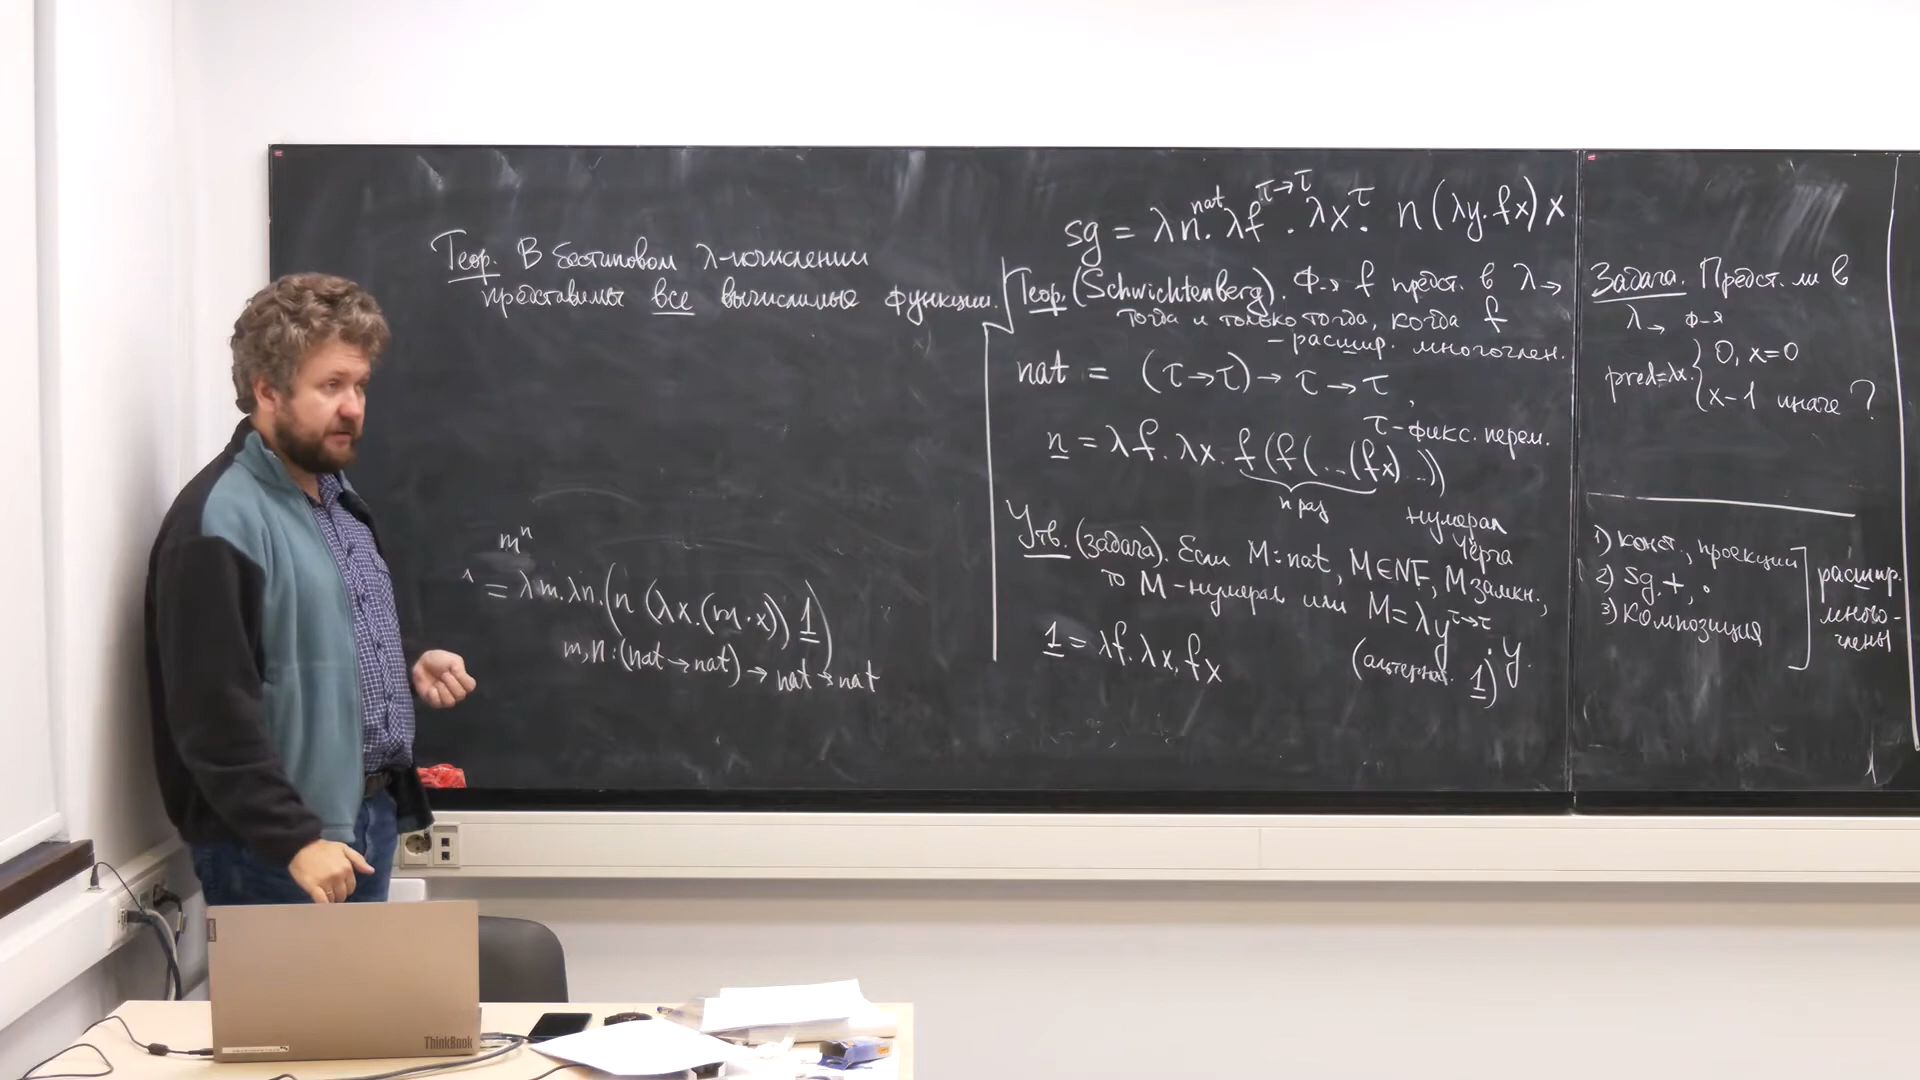 Теор. В бестиповом λ-исчислении
представимы все вычислимые функции.
mⁿ
^ = λm.λn.(n (λx.(m·x)) 1)
m,n:(nat→nat)→nat→nat
sg = λn^nat.λf^τ→τ.λx^τ. n(λy.fx)x
Теор. (Schwichtenberg). Ф-я f предст. в λ→
тогда и только тогда, когда f
- расшир. многочлен.
nat = (τ→τ)→τ→τ,
τ-фикс. перем.
n = λf.λx. f(f(...(fx)...))
n раз
нумерал
Чёрча
Утв. (задача). Если M:nat, M∈NF, M замкн.,
то M-нумерал или M=λy^τ→τ.y.
1 = λf.λx.fx
(альтернат. 1)
Задача. Предст. ли в
λ→ ф-я
pred=λx.{0, x=0
x-1 иначе ?
1) конст., проекции
2) Sg, +, ·
3) композиция
расшир.
много-
члены
ThinkBook
Lenovo